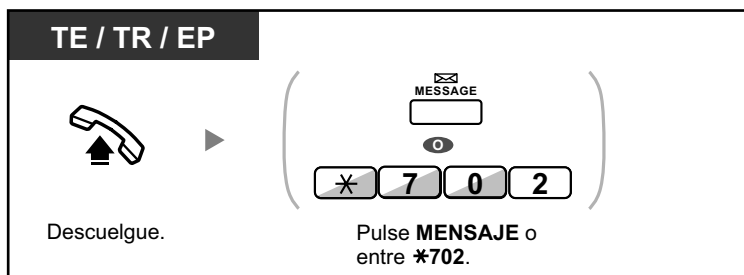 TE / TR / EP
MESSAGE
O
* 7 0 2
Descuelgue.
Pulse MENSAJE o
entre *702.